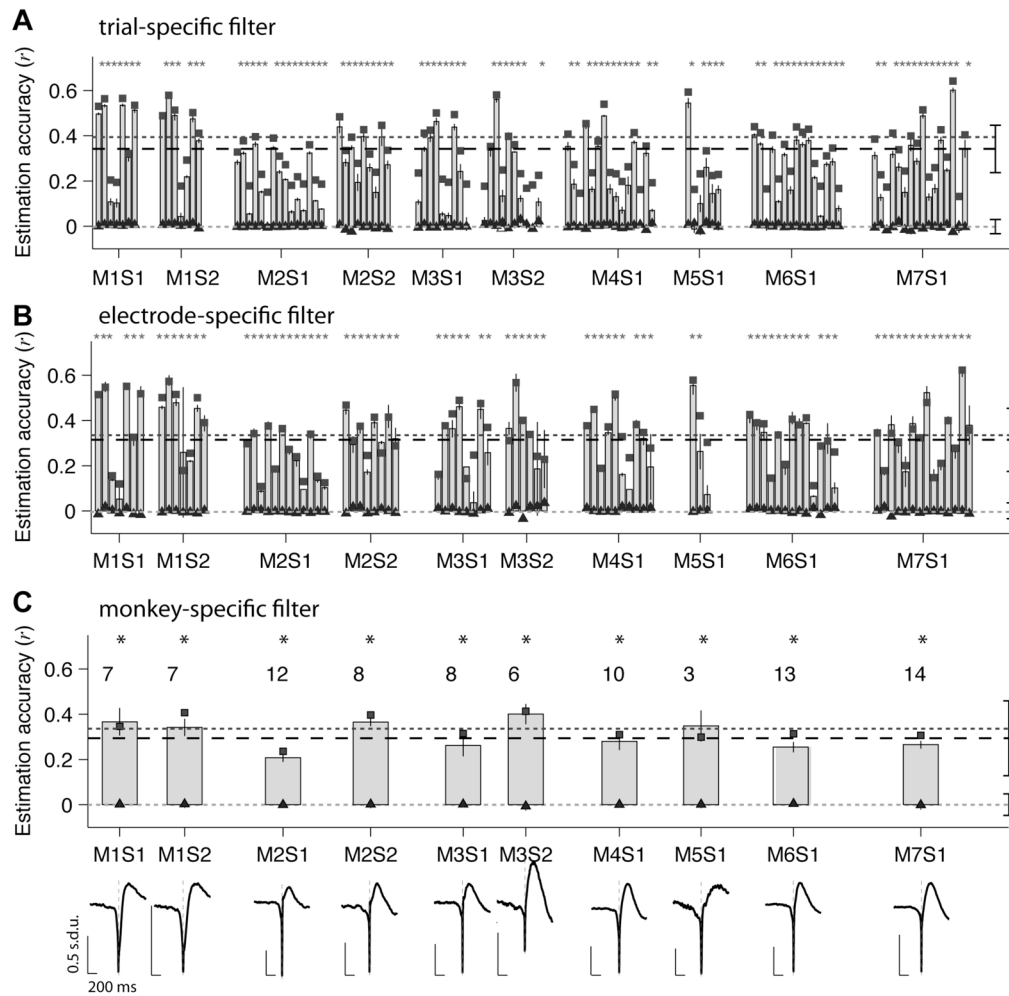 A trial-specific filter
Estimation accuracy (r)
0.6
0.4
0.2
0
******* *** *** ***** ********* ********* ******** ****** * ** ********* ** * **** ** ************* ** *********** *
M1S1 M1S2 M2S1 M2S2 M3S1 M3S2 M4S1 M5S1 M6S1 M7S1
B electrode-specific filter
Estimation accuracy (r)
0.6
0.4
0.2
0
*** *** ******* ************ ******** ***** ** ****** ****** *** ** ********* *** **************
M1S1 M1S2 M2S1 M2S2 M3S1 M3S2 M4S1 M5S1 M6S1 M7S1
C monkey-specific filter
Estimation accuracy (r)
0.6
0.4
0.2
0
* * * * * * * * * *
7 7 12 8 8 6 10 3 13 14
M1S1 M1S2 M2S1 M2S2 M3S1 M3S2 M4S1 M5S1 M6S1 M7S1
0.5 s.d.u.
200 ms